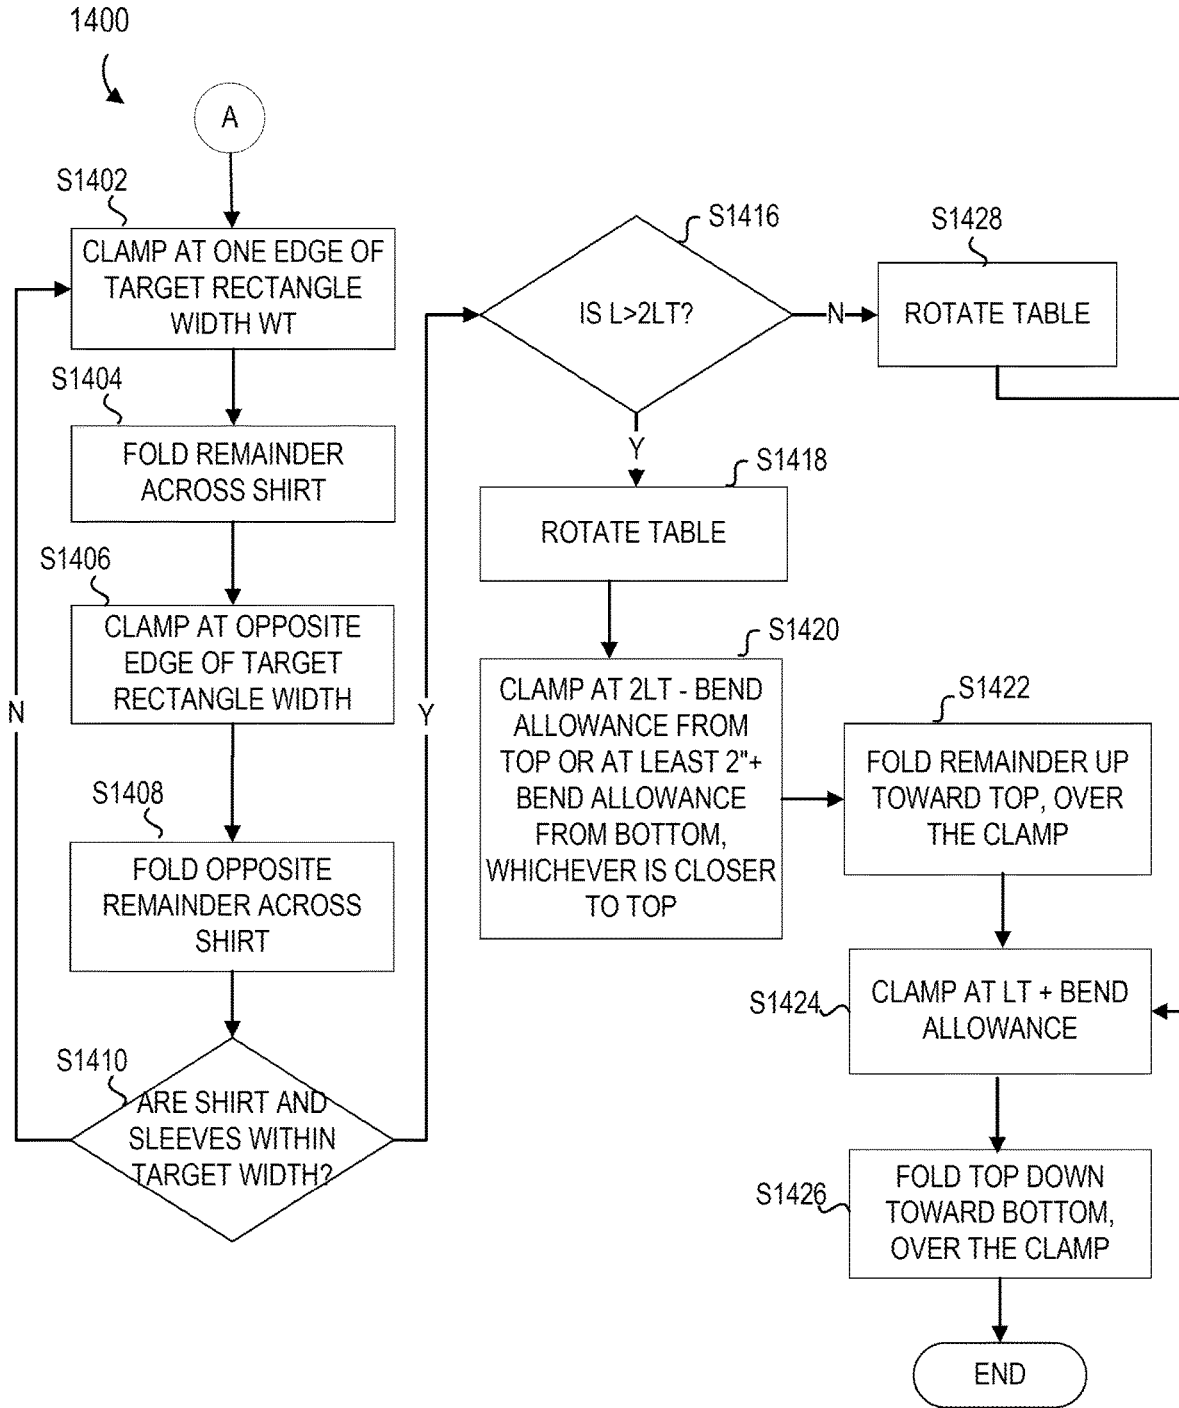 1400
A
S1402
CLAMP AT ONE EDGE OF
TARGET RECTANGLE
WIDTH WT
S1404
FOLD REMAINDER
ACROSS SHIRT
S1406
CLAMP AT OPPOSITE
EDGE OF TARGET
RECTANGLE WIDTH
N
Y
S1408
FOLD OPPOSITE
REMAINDER ACROSS
SHIRT
S1410
ARE SHIRT AND
SLEEVES WITHIN
TARGET WIDTH?
S1416
IS L>2LT?
N
Y
S1428
ROTATE TABLE
S1418
ROTATE TABLE
S1420
CLAMP AT 2LT - BEND
ALLOWANCE FROM
TOP OR AT LEAST 2"+
BEND ALLOWANCE
FROM BOTTOM,
WHICHEVER IS CLOSER
TO TOP
S1422
FOLD REMAINDER UP
TOWARD TOP, OVER
THE CLAMP
S1424
CLAMP AT LT + BEND
ALLOWANCE
S1426
FOLD TOP DOWN
TOWARD BOTTOM,
OVER THE CLAMP
END